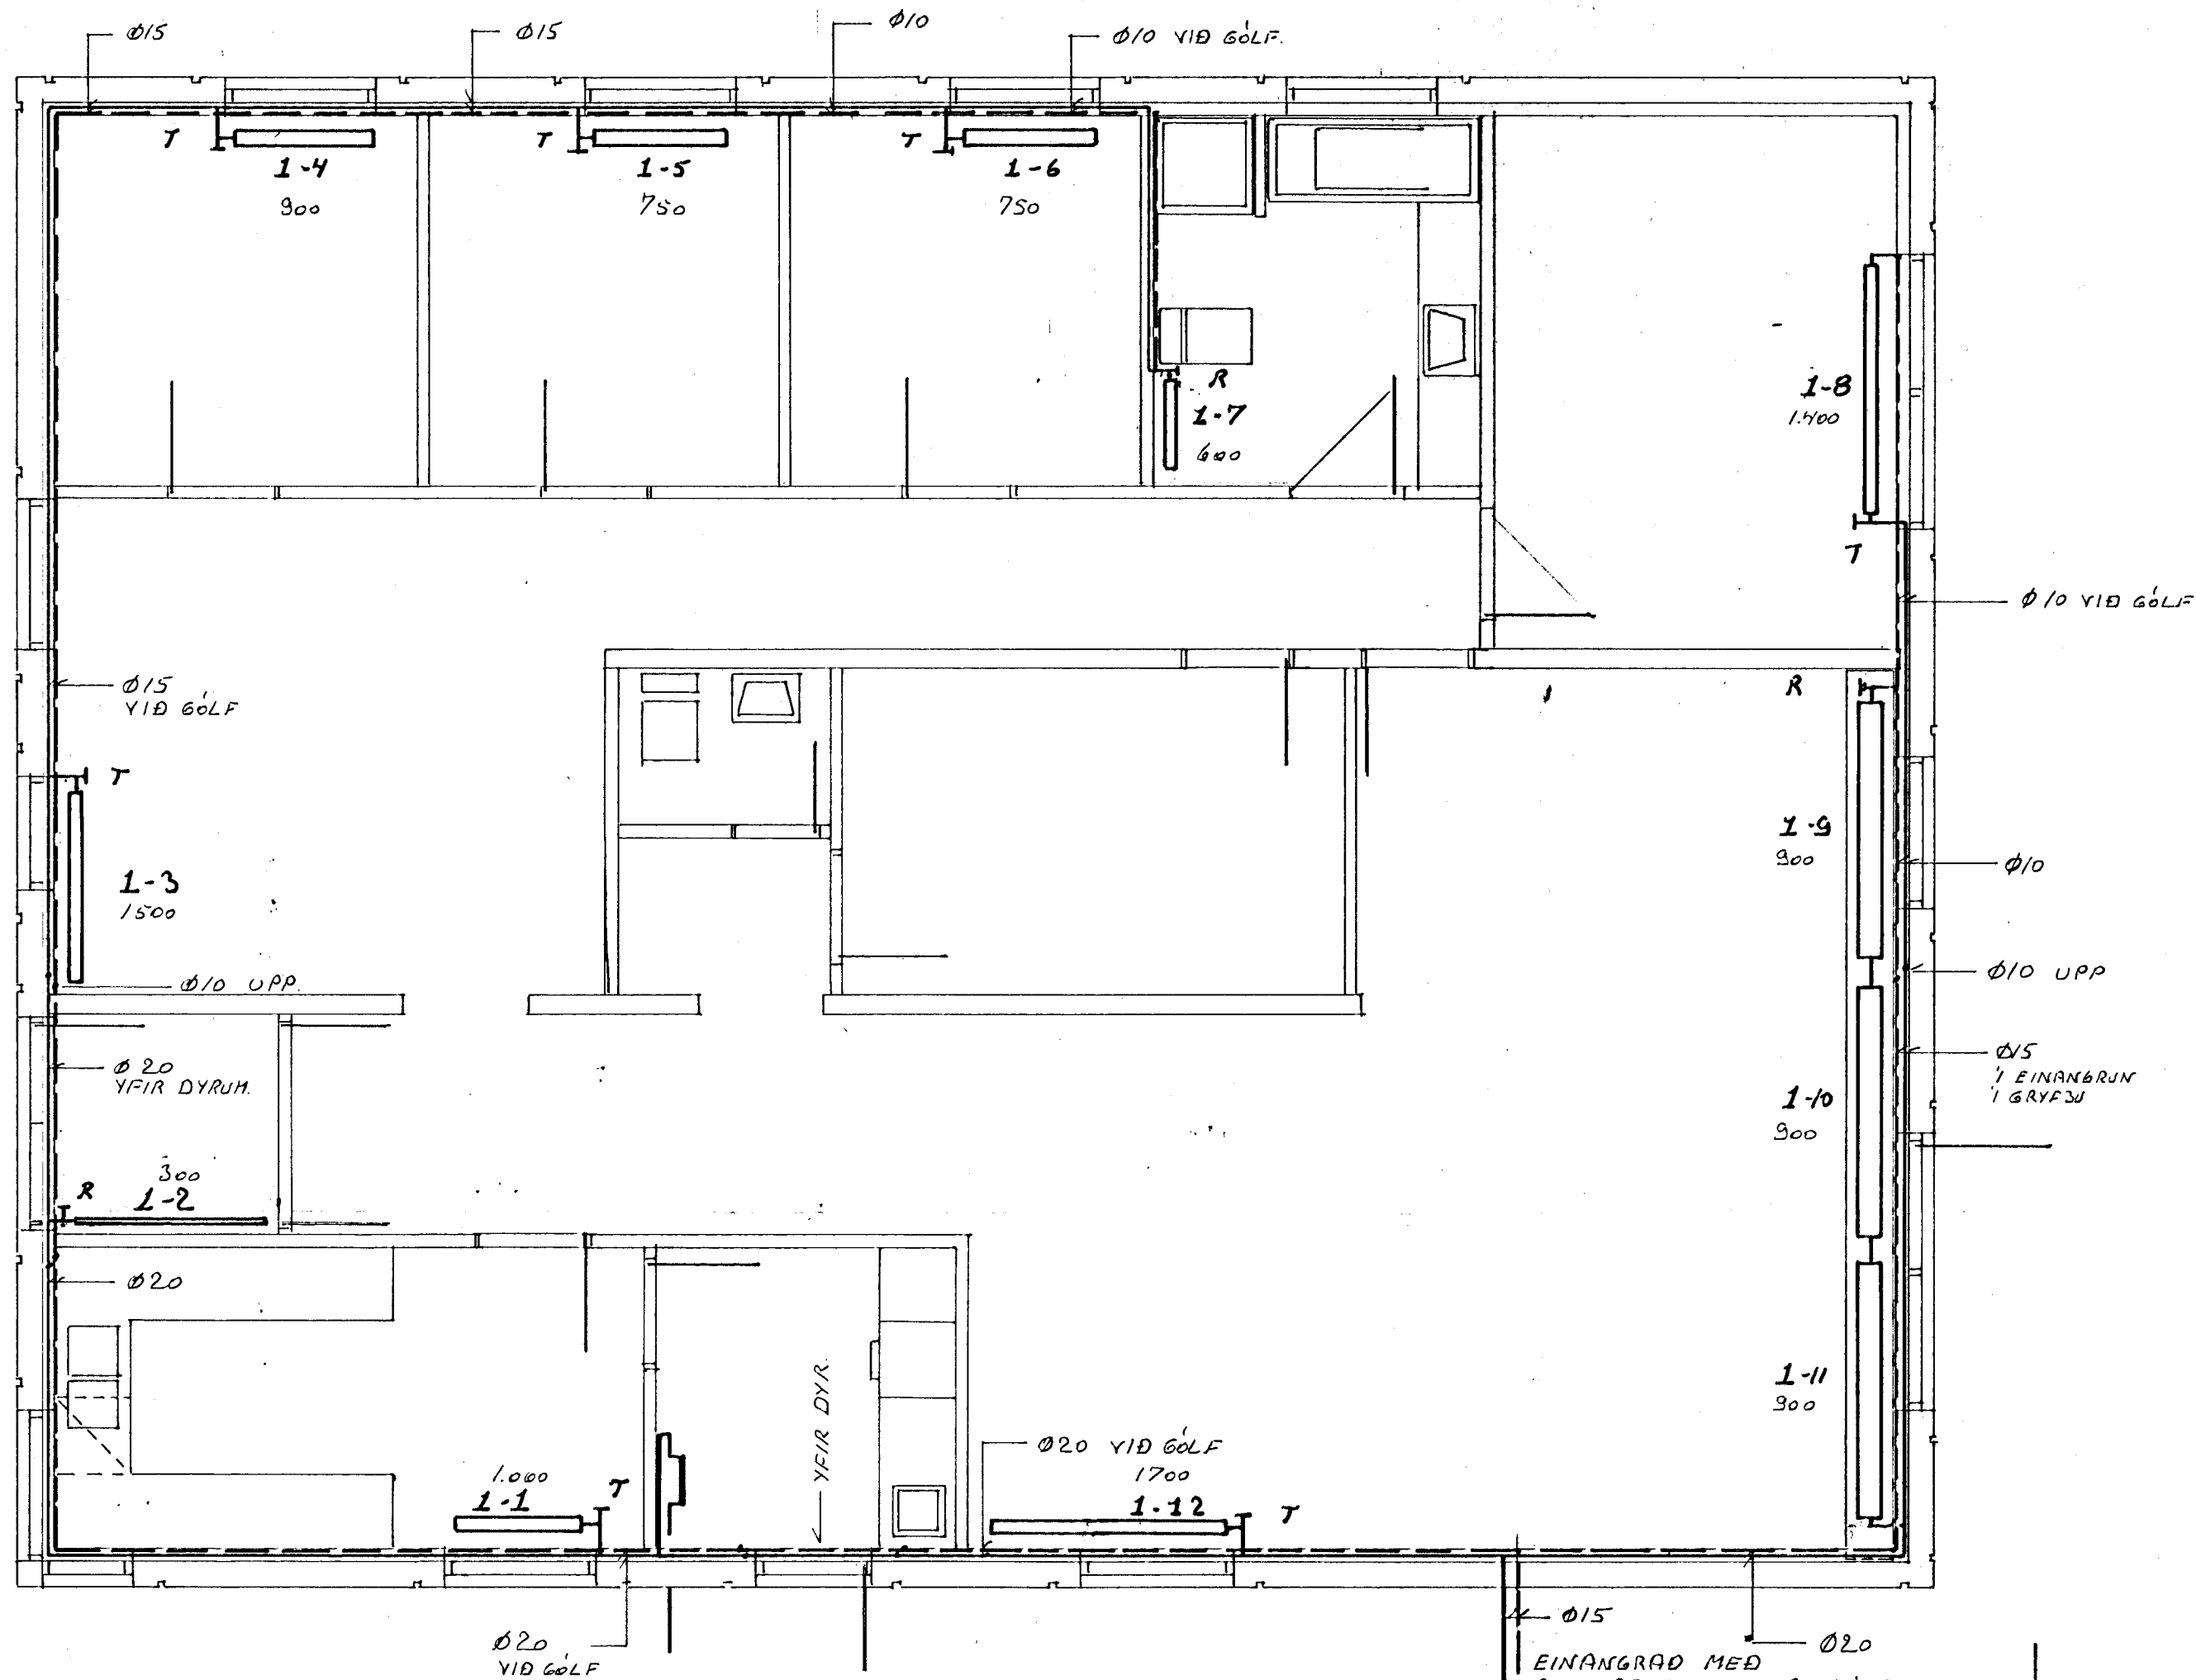 Ø15
Ø15
Ø10
Ø10 VIÐ GÓLF.
T
1-4
900
T
1-5
750
T
1-6
750
R
1-7
600
1-8
1.400
T
Ø10 VIÐ GÓLF
Ø15
VIÐ GÓLF
R
T
1-3
1500
1-9
900
Ø10
Ø10 UPP.
Ø10 UPP
Ø20
YFIR DYRUM.
Ø15
Í EINANGRUN
Í GRYFJU
1-10
900
300
R
1-2
Ø20
YFIR DYR.
1-11
900
Ø20 VIÐ GÓLF
1700
1-12
T
1.000
1-1
T
Ø20
VIÐ GÓLF
Ø15
Ø20
EINANGRAÐ MEÐ